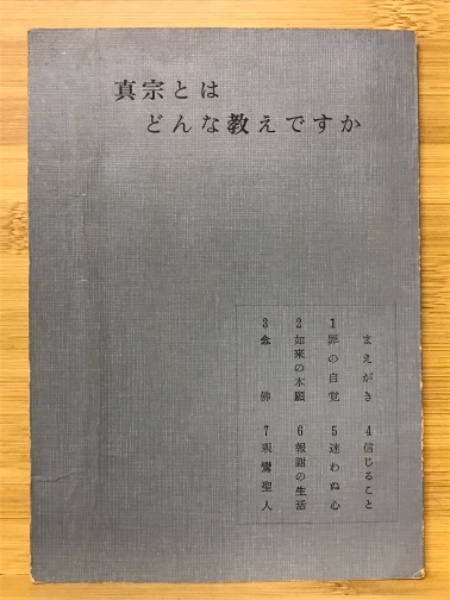 真宗とは
どんな教えですか
まえがき
1 罪の自覚
2 如来の本願
3 念佛
4 信じること
5 迷わぬ心
6 報謝の生活
7 親鸞聖人